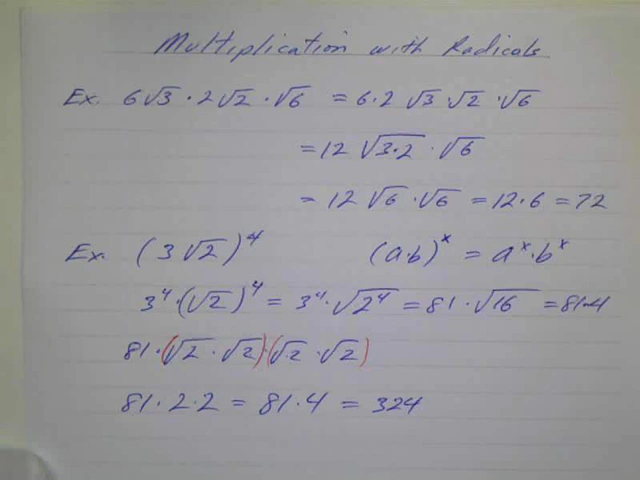 Multiplication with Radicals
Ex. 6√3 · 2√2 · √6 = 6·2 √3 √2 · √6
= 12 √3·2 · √6
= 12 √6 · √6 = 12·6 = 72
Ex. (3√2)⁴ (a·b)ˣ = aˣ·bˣ
3⁴·(√2)⁴ = 3⁴·√2⁴ = 81·√16 = 81·4
81·(√2 · √2)·(√2 · √2)
81·2·2 = 81·4 = 324